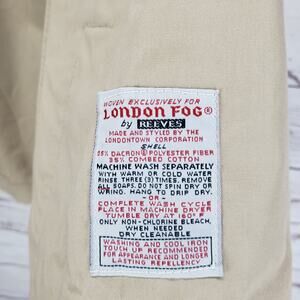 WOVEN EXCLUSIVELY FOR
LONDON FOG®
by REEVES
MADE AND STYLED BY THE
LONDONTOWN CORPORATION
SHELL
65% DACRON® POLYESTER FIBER
35% COMBED COTTON
MACHINE WASH SEPARATELY
WITH WARM OR COLD WATER
RINSE THREE (3) TIMES. REMOVE
ALL SOAPS. DO NOT SPIN DRY OR
WRING. HANG TO DRIP DRY.
- OR -
COMPLETE WASH CYCLE
PLACE IN MACHINE DRYER
TUMBLE DRY AT 160° F
ONLY NON-CHLORINE BLEACH,
WHEN NEEDED
DRY CLEANABLE
WASHING AND COOL IRON
TOUCH UP RECOMMENDED
FOR APPEARANCE AND LONGER
LASTING REPELLENCY